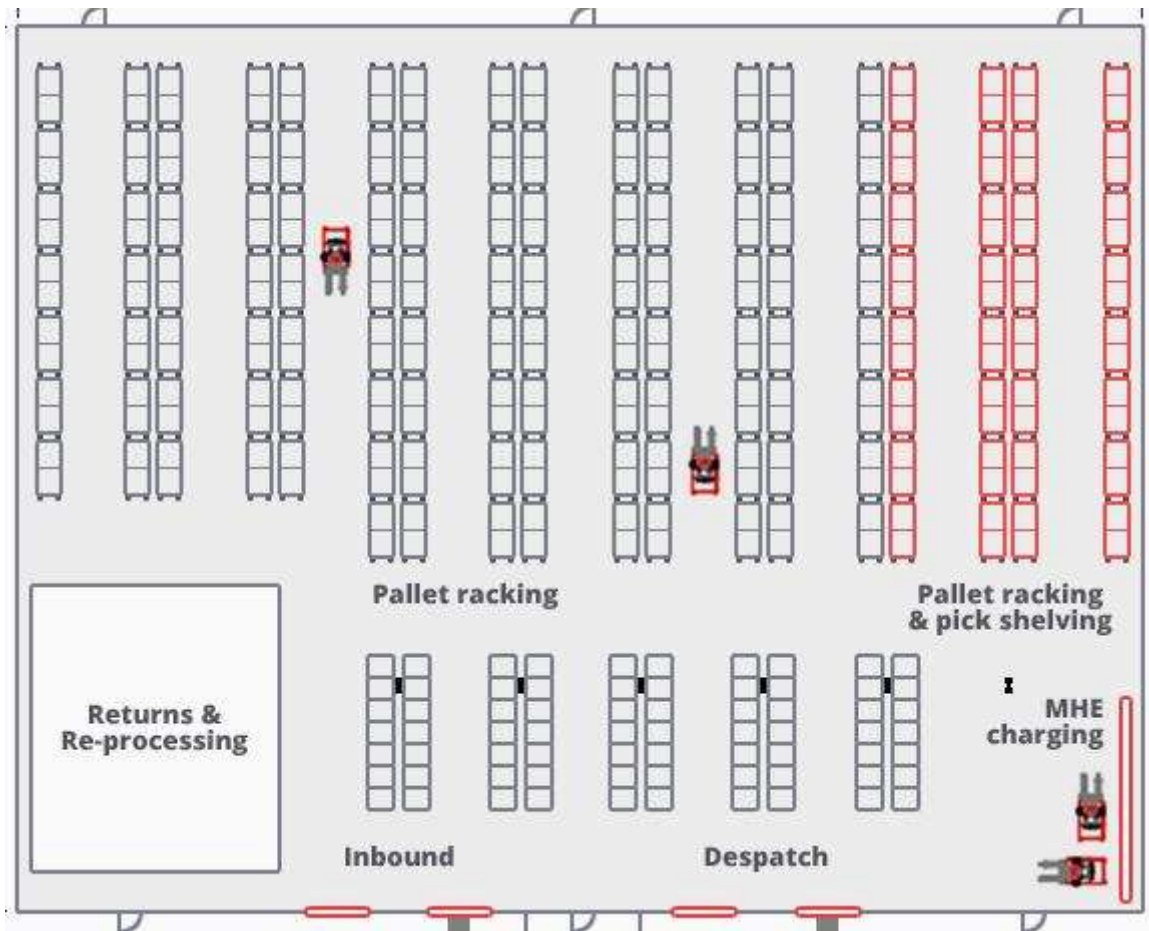 Pallet racking
Pallet racking
& pick shelving
Returns &
Re-processing
MHE
charging
Inbound
Despatch